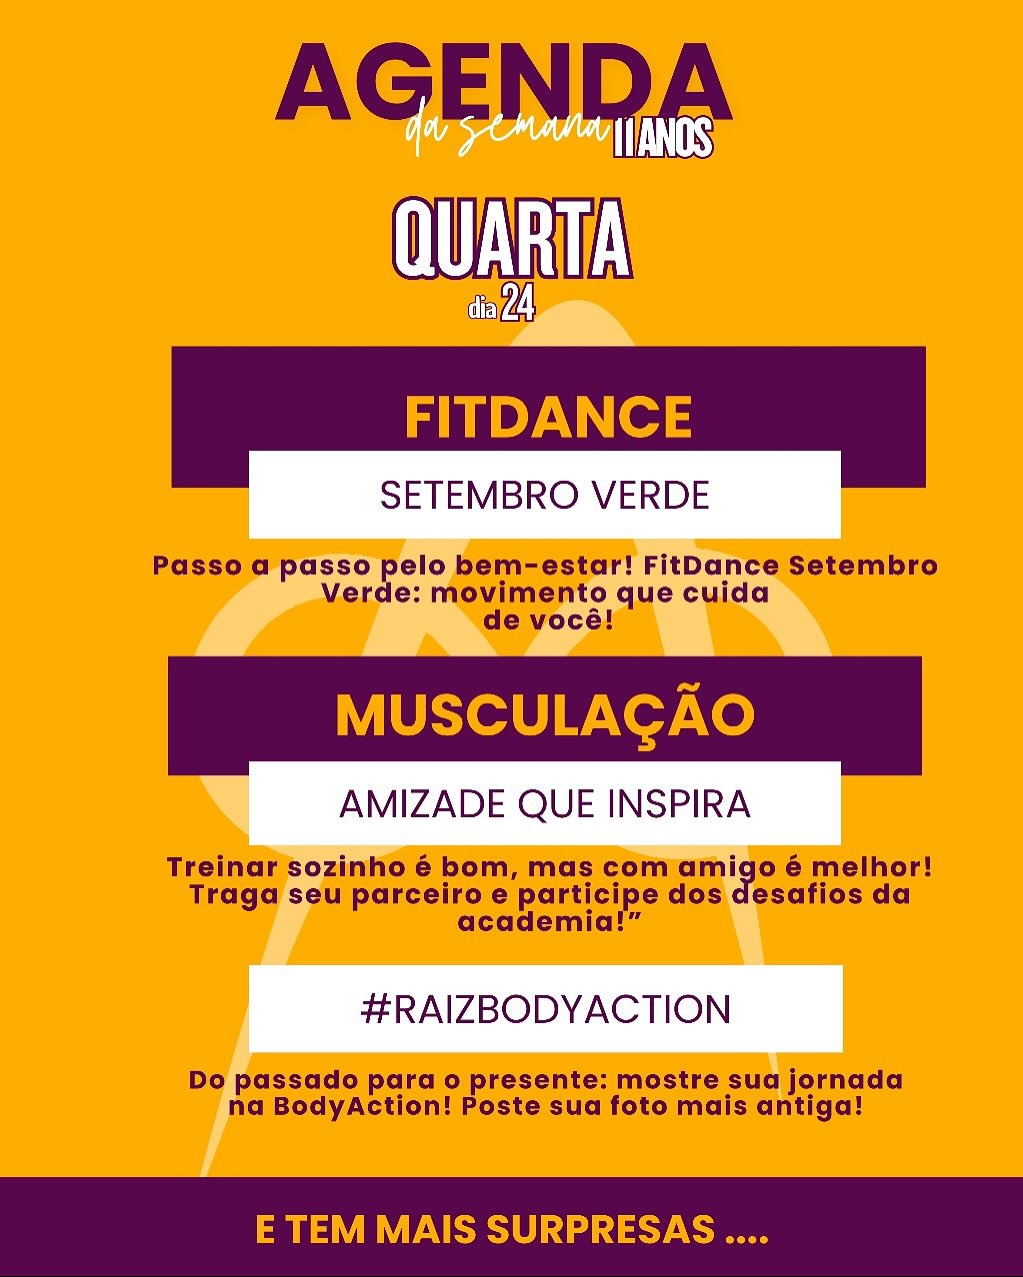 AGENDA
da semana 11 ANOS
QUARTA
dia 24
FITDANCE
SETEMBRO VERDE
Passo a passo pelo bem-estar! FitDance Setembro
Verde: movimento que cuida
de você!
MUSCULAÇÃO
AMIZADE QUE INSPIRA
Treinar sozinho é bom, mas com amigo é melhor!
Traga seu parceiro e participe dos desafios da
academia!”
#RAIZBODYACTION
Do passado para o presente: mostre sua jornada
na BodyAction! Poste sua foto mais antiga!
E TEM MAIS SURPRESAS ....